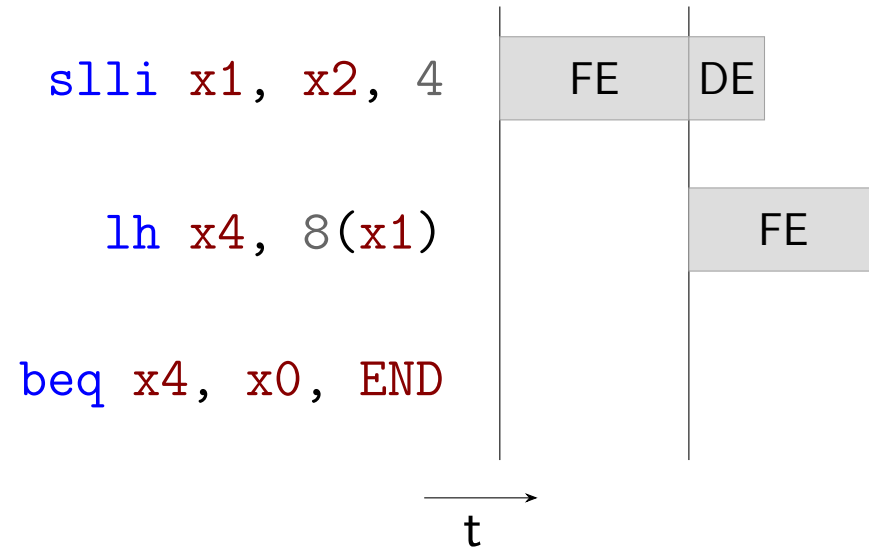 slli x1, x2, 4 FE DE
lh x4, 8(x1) FE
beq x4, x0, END
t